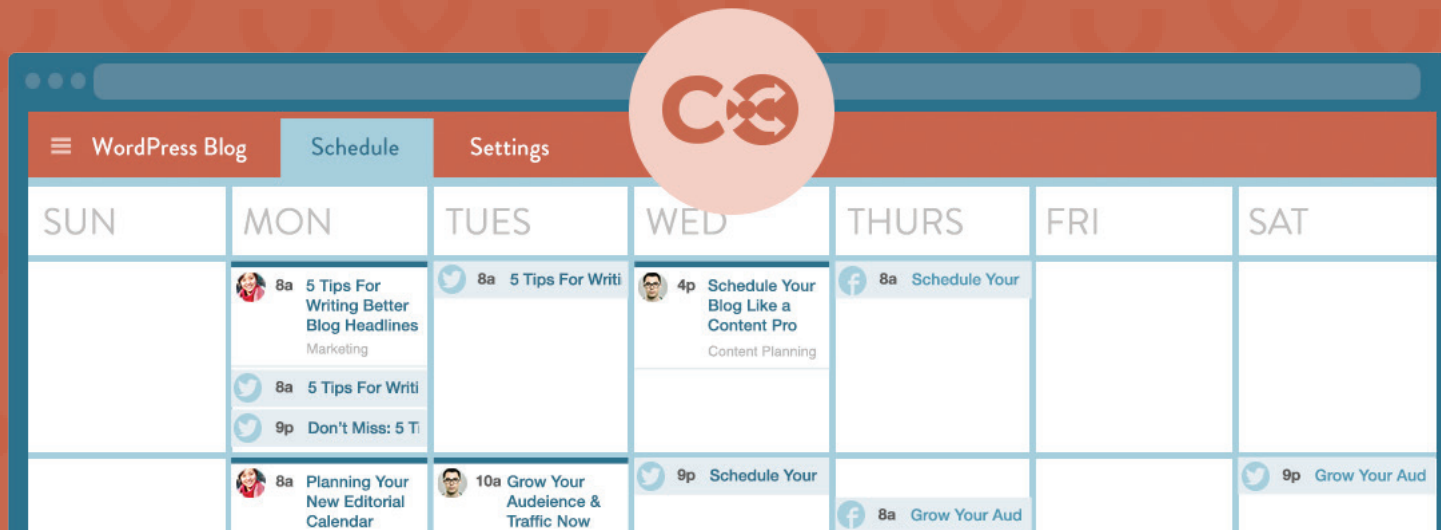 CO
WordPress Blog Schedule Settings
SUN MON TUES WED THURS FRI SAT
8a 5 Tips For
Writing Better
Blog Headlines
Marketing
8a 5 Tips For Writi
9p Don't Miss: 5 Ti
8a 5 Tips For Writi
4p Schedule Your
Blog Like a
Content Pro
Content Planning
8a Schedule Your
8a Planning Your
New Editorial
Calendar
10a Grow Your
Audeience &
Traffic Now
9p Schedule Your
8a Grow Your Aud
9p Grow Your Aud